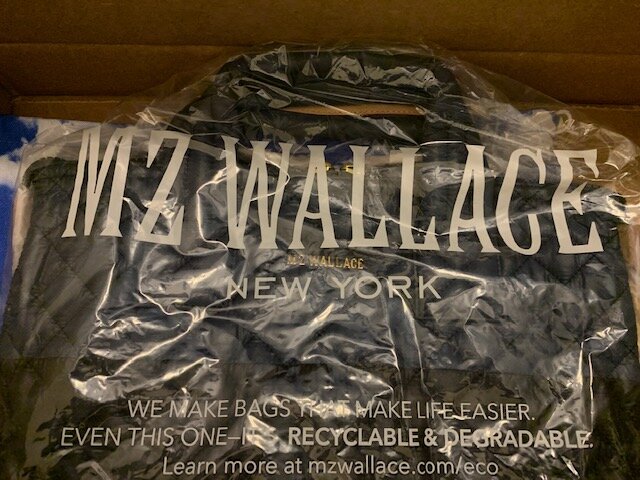 MZ WALLACE
MZ WALLACE
NEW YORK
WE MAKE BAGS THAT MAKE LIFE EASIER.
EVEN THIS ONE—IT'S RECYCLABLE & DEGRADABLE.
Learn more at mzwallace.com/eco